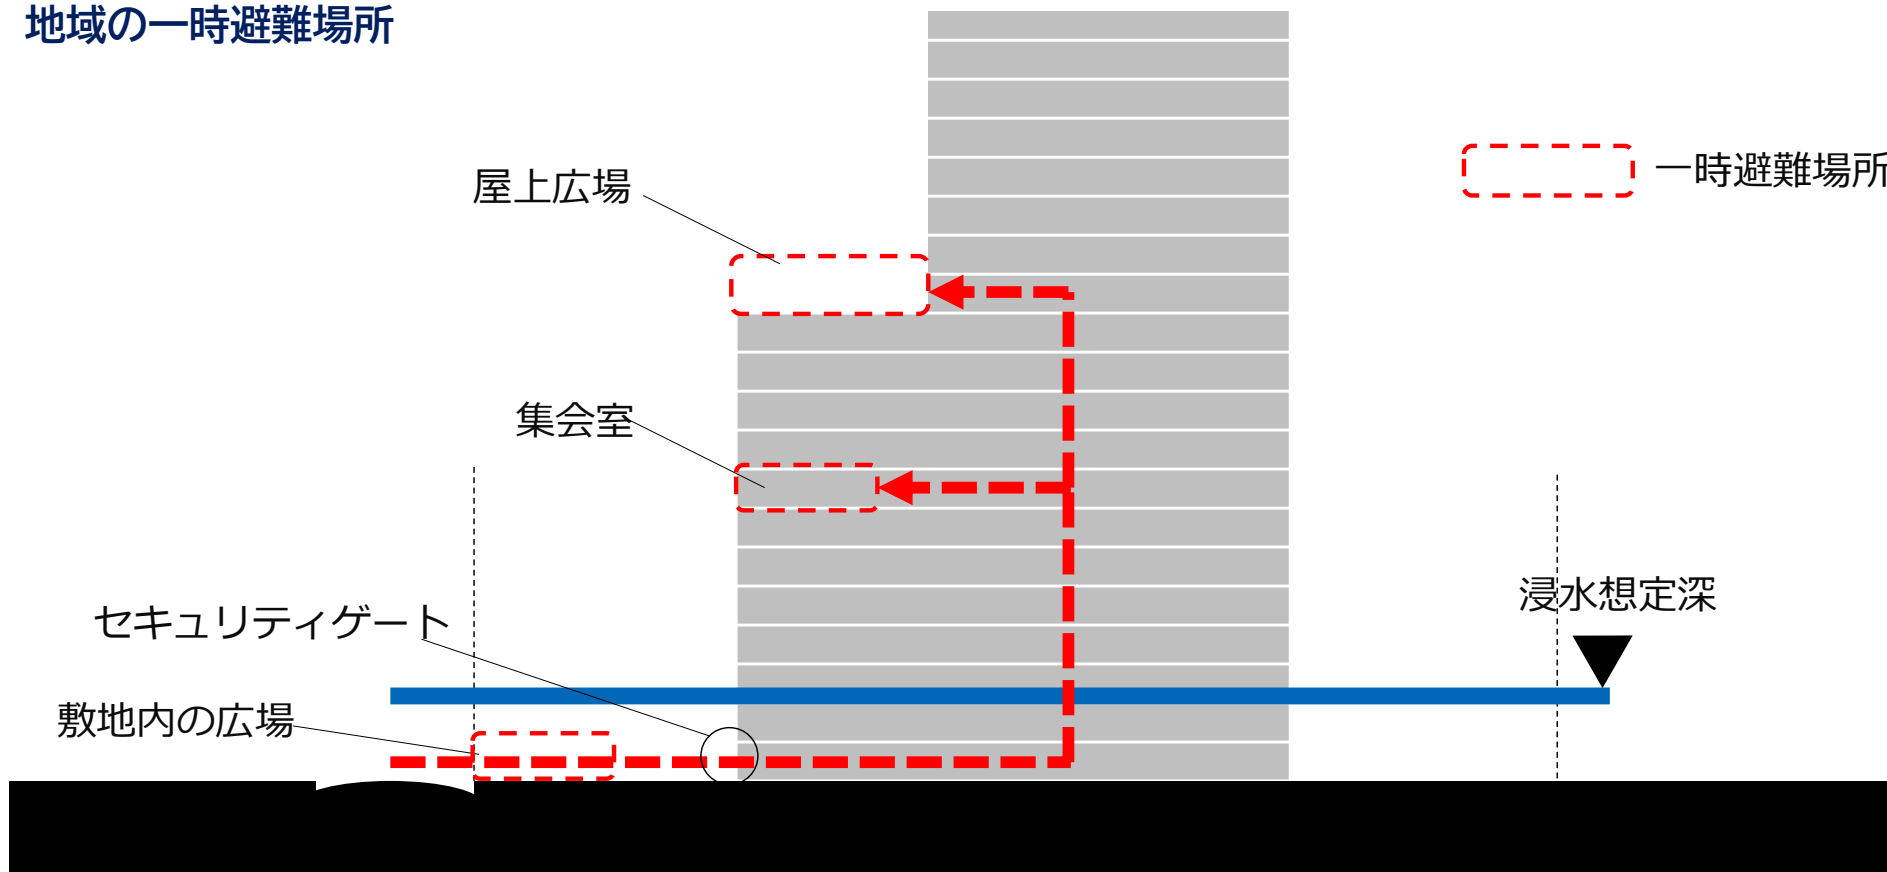 地域の一時避難場所
一時避難場所
屋上広場
集会室
浸水想定深
セキュリティゲート
敷地内の広場